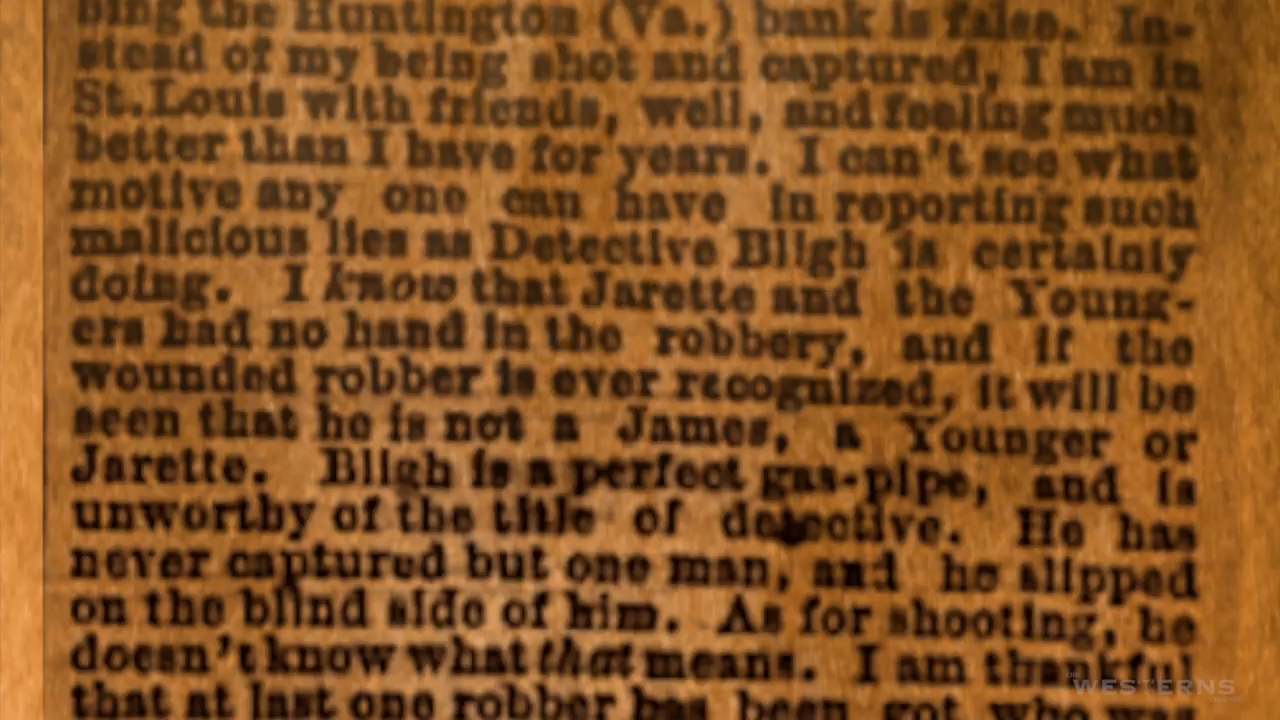 bing the Huntington (Va.) bank is false. In-
stead of my being shot and captured, I am in
St. Louis with friends, well, and feeling much
better than I have for years. I can't see what
motive any one can have in reporting such
malicious lies as Detective Bligh is certainly
doing. I know that Jarette and the Young-
ers had no hand in the robbery, and if the
wounded robber is ever recognized, it will be
seen that he is not a James, a Younger or
Jarette. Bligh is a perfect gas-pipe, and is
unworthy of the title of detective. He has
never captured but one man, and he slipped
on the blind side of him. As for shooting, he
doesn't know what that means. I am thankful
that at last one robber has been got who was
WESTERNS